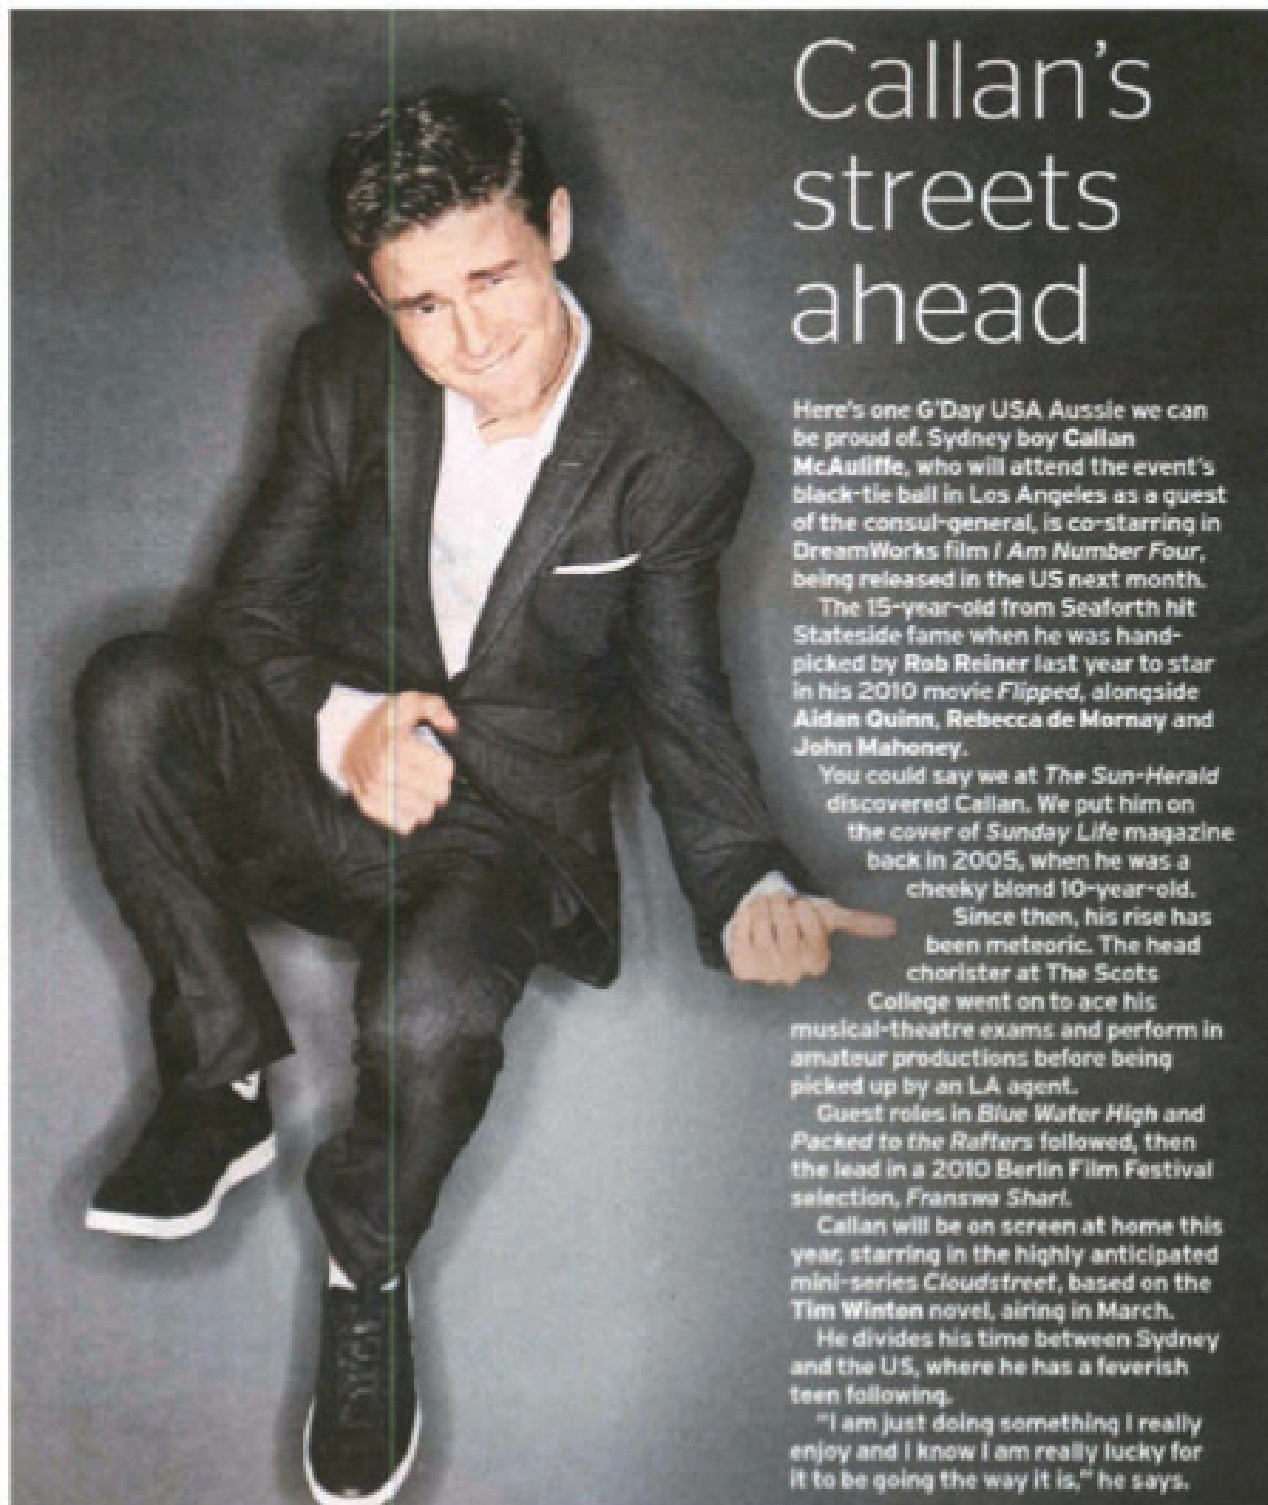 Callan's
streets
ahead
Here's one G'Day USA Aussie we can
be proud of. Sydney boy Callan
McAuliffe, who will attend the event's
black-tie ball in Los Angeles as a guest
of the consul-general, is co-starring in
DreamWorks film I Am Number Four,
being released in the US next month.
The 15-year-old from Seaforth hit
Stateside fame when he was hand-
picked by Rob Reiner last year to star
in his 2010 movie Flipped, alongside
Aidan Quinn, Rebecca de Mornay and
John Mahoney.
You could say we at The Sun-Herald
discovered Callan. We put him on
the cover of Sunday Life magazine
back in 2005, when he was a
cheeky blond 10-year-old.
Since then, his rise has
been meteoric. The head
chorister at The Scots
College went on to ace his
musical-theatre exams and perform in
amateur productions before being
picked up by an LA agent.
Guest roles in Blue Water High and
Packed to the Rafters followed, then
the lead in a 2010 Berlin Film Festival
selection, Franswa Sharl.
Callan will be on screen at home this
year, starring in the highly anticipated
mini-series Cloudstreet, based on the
Tim Winton novel, airing in March.
He divides his time between Sydney
and the US, where he has a feverish
teen following.
"I am just doing something I really
enjoy and I know I am really lucky for
it to be going the way it is," he says.